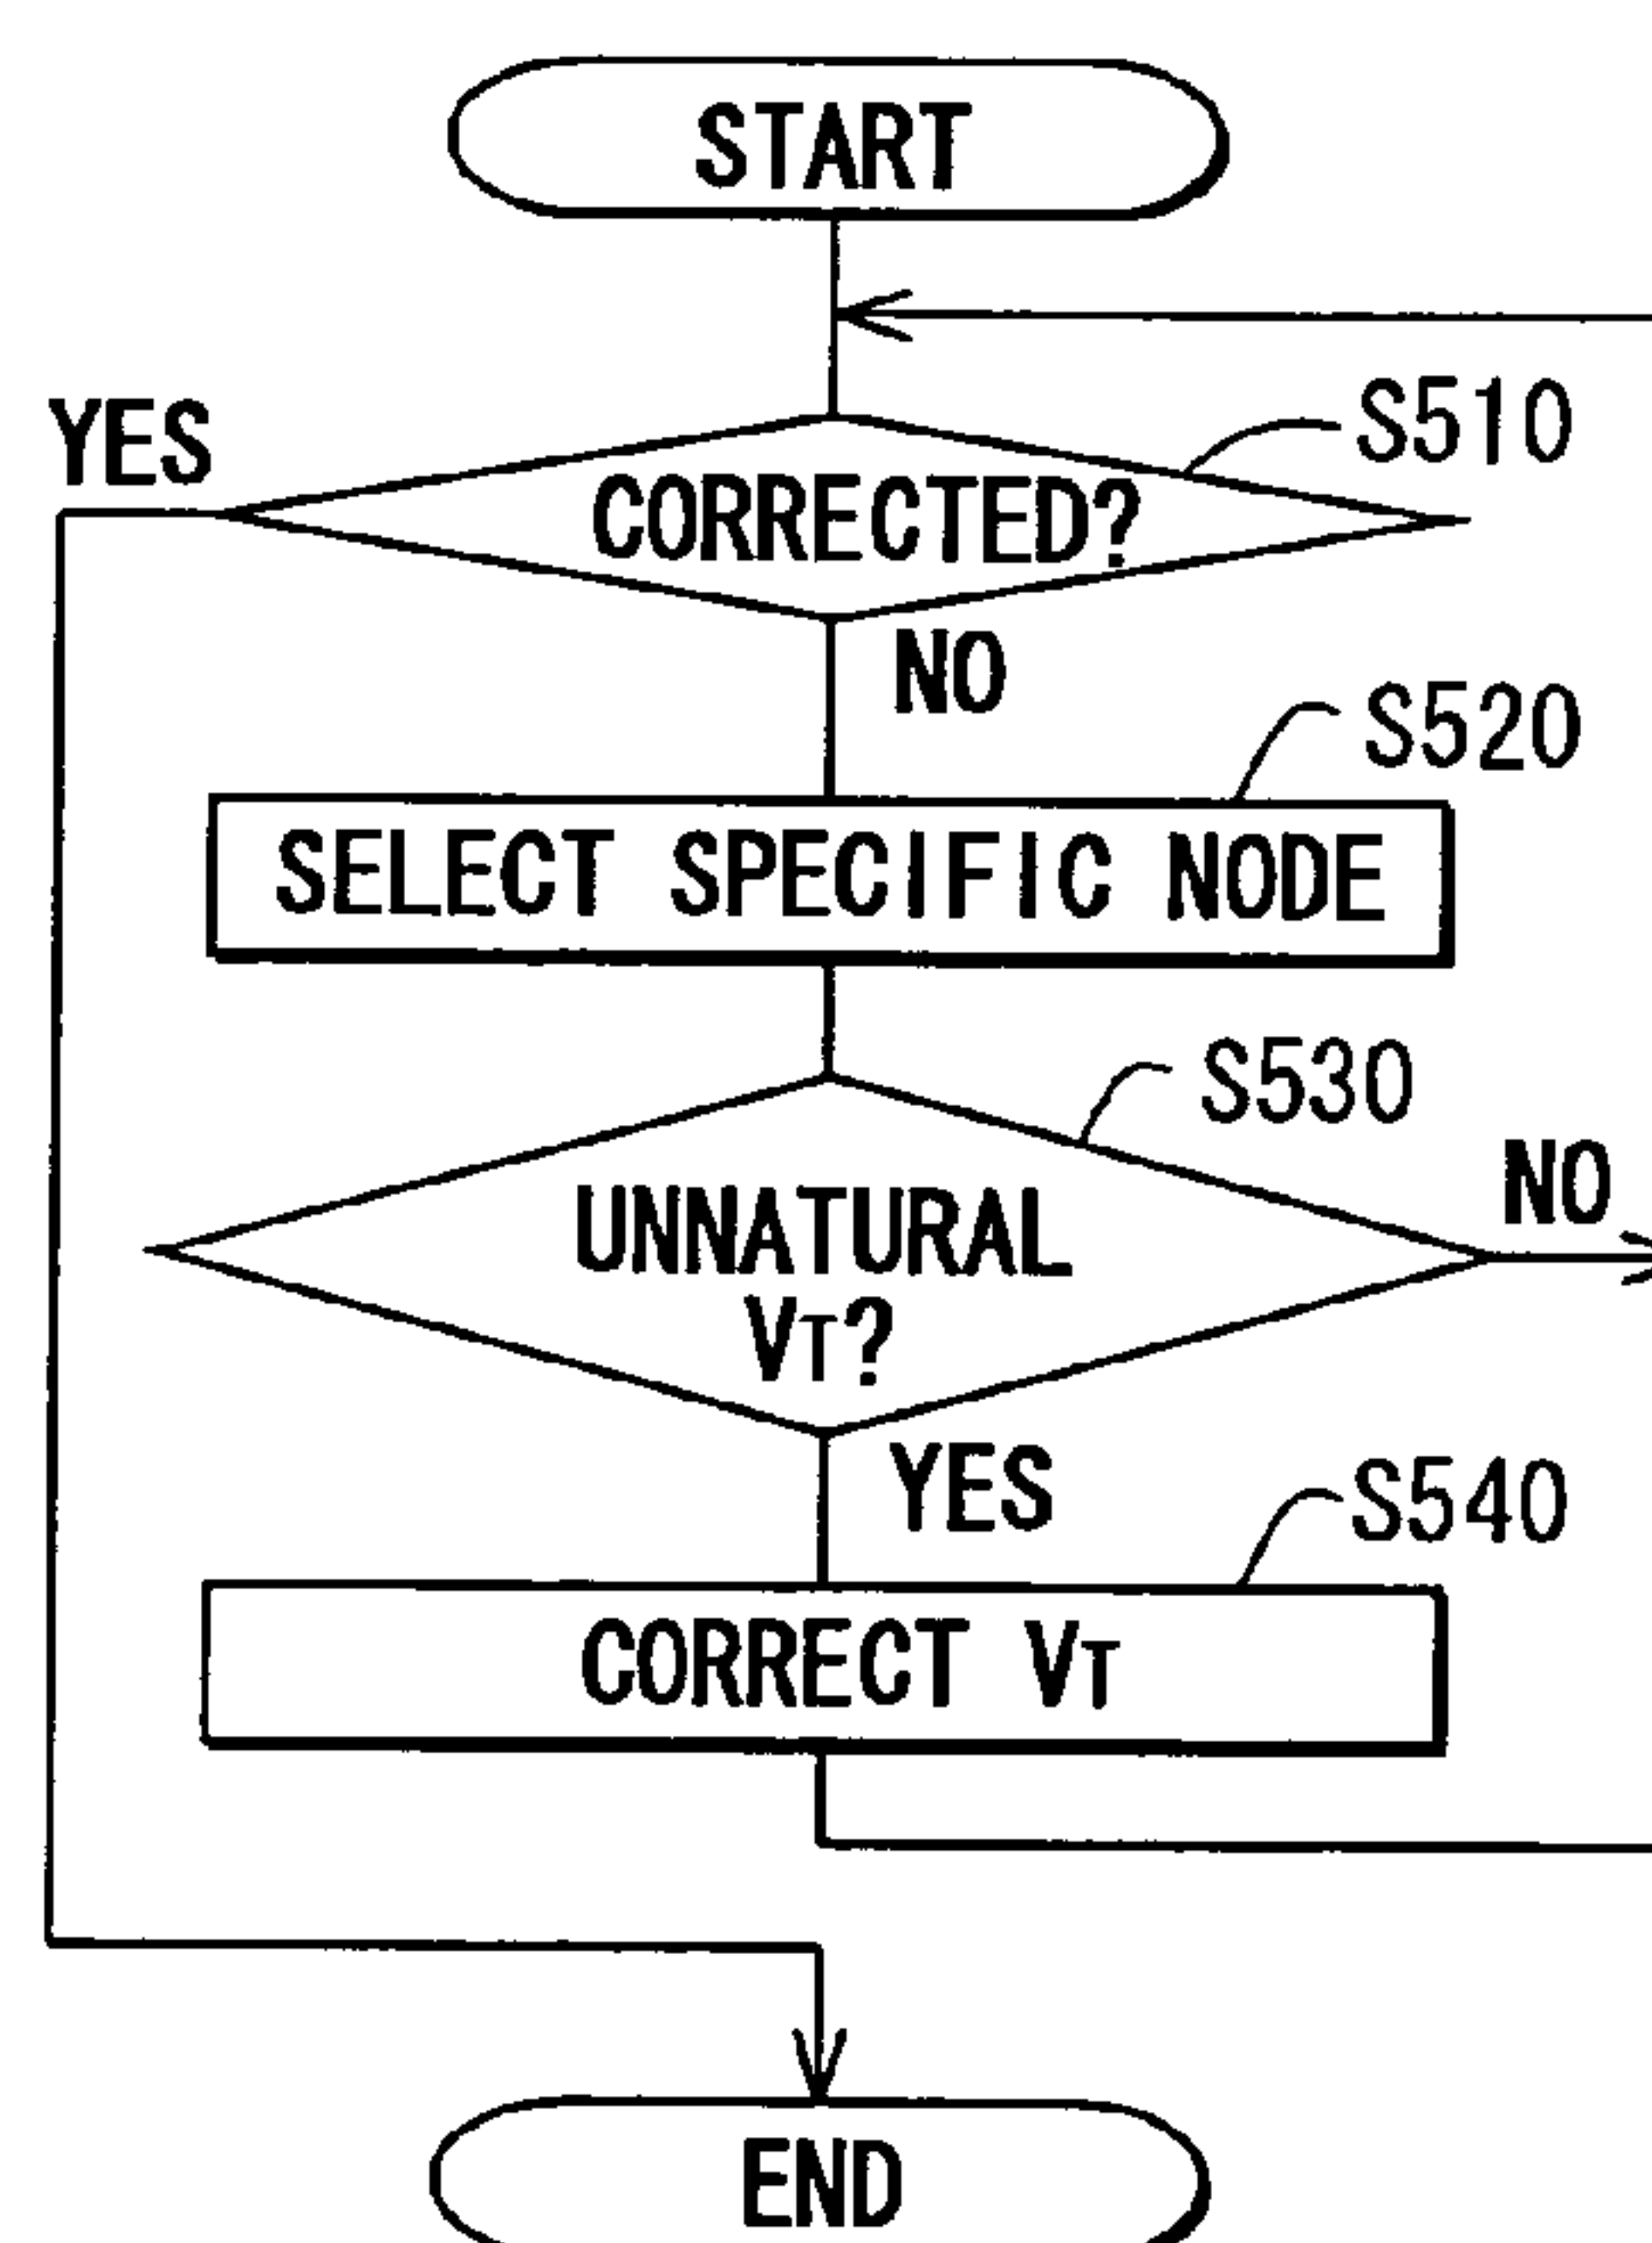 START
YES
S510
CORRECTED?
NO
S520
SELECT SPECIFIC NODE
S530
NO
UNNATURAL
VT?
YES
S540
CORRECT VT
END